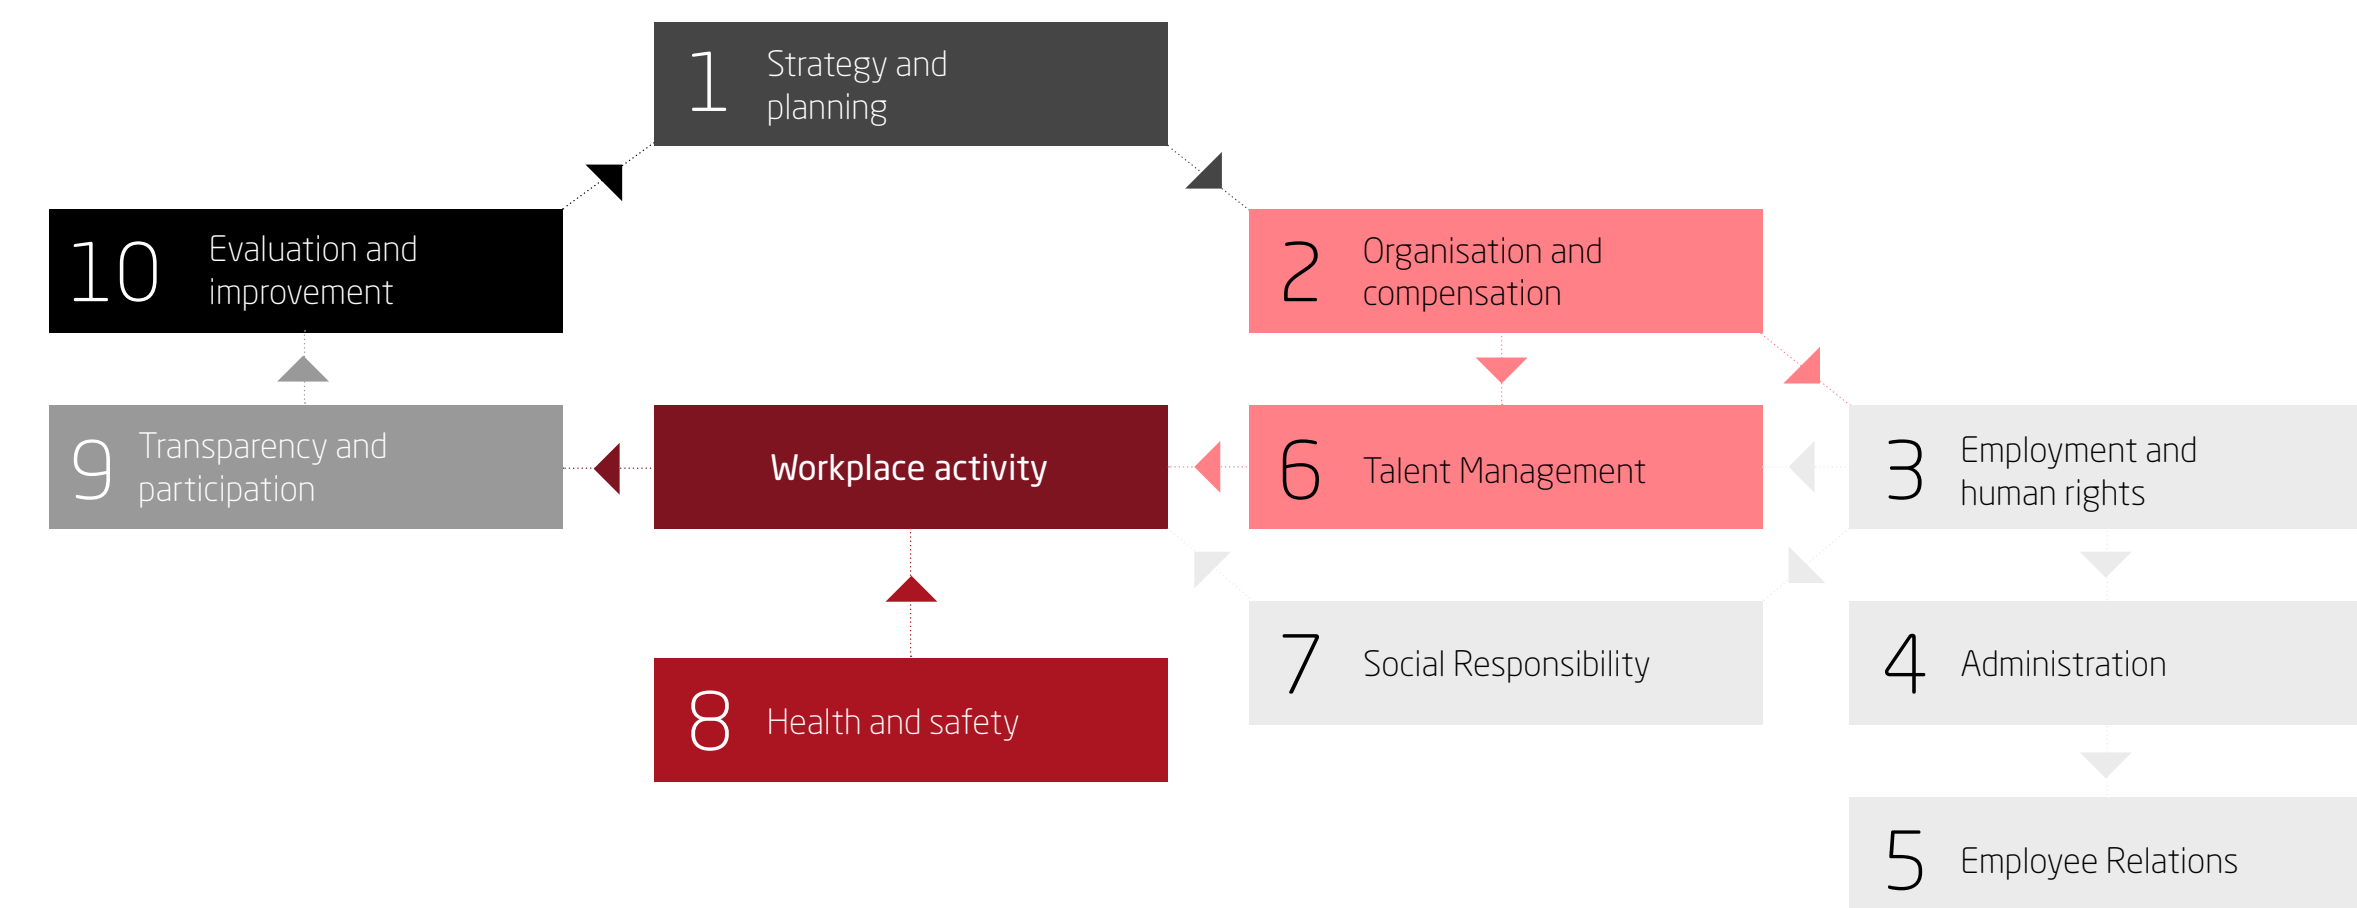 1
Strategy and
planning
10
Evaluation and
improvement
2
Organisation and
compensation
9
Transparency and
participation
Workplace activity
6
Talent Management
3
Employment and
human rights
8
Health and safety
7
Social Responsibility
4
Administration
5
Employee Relations